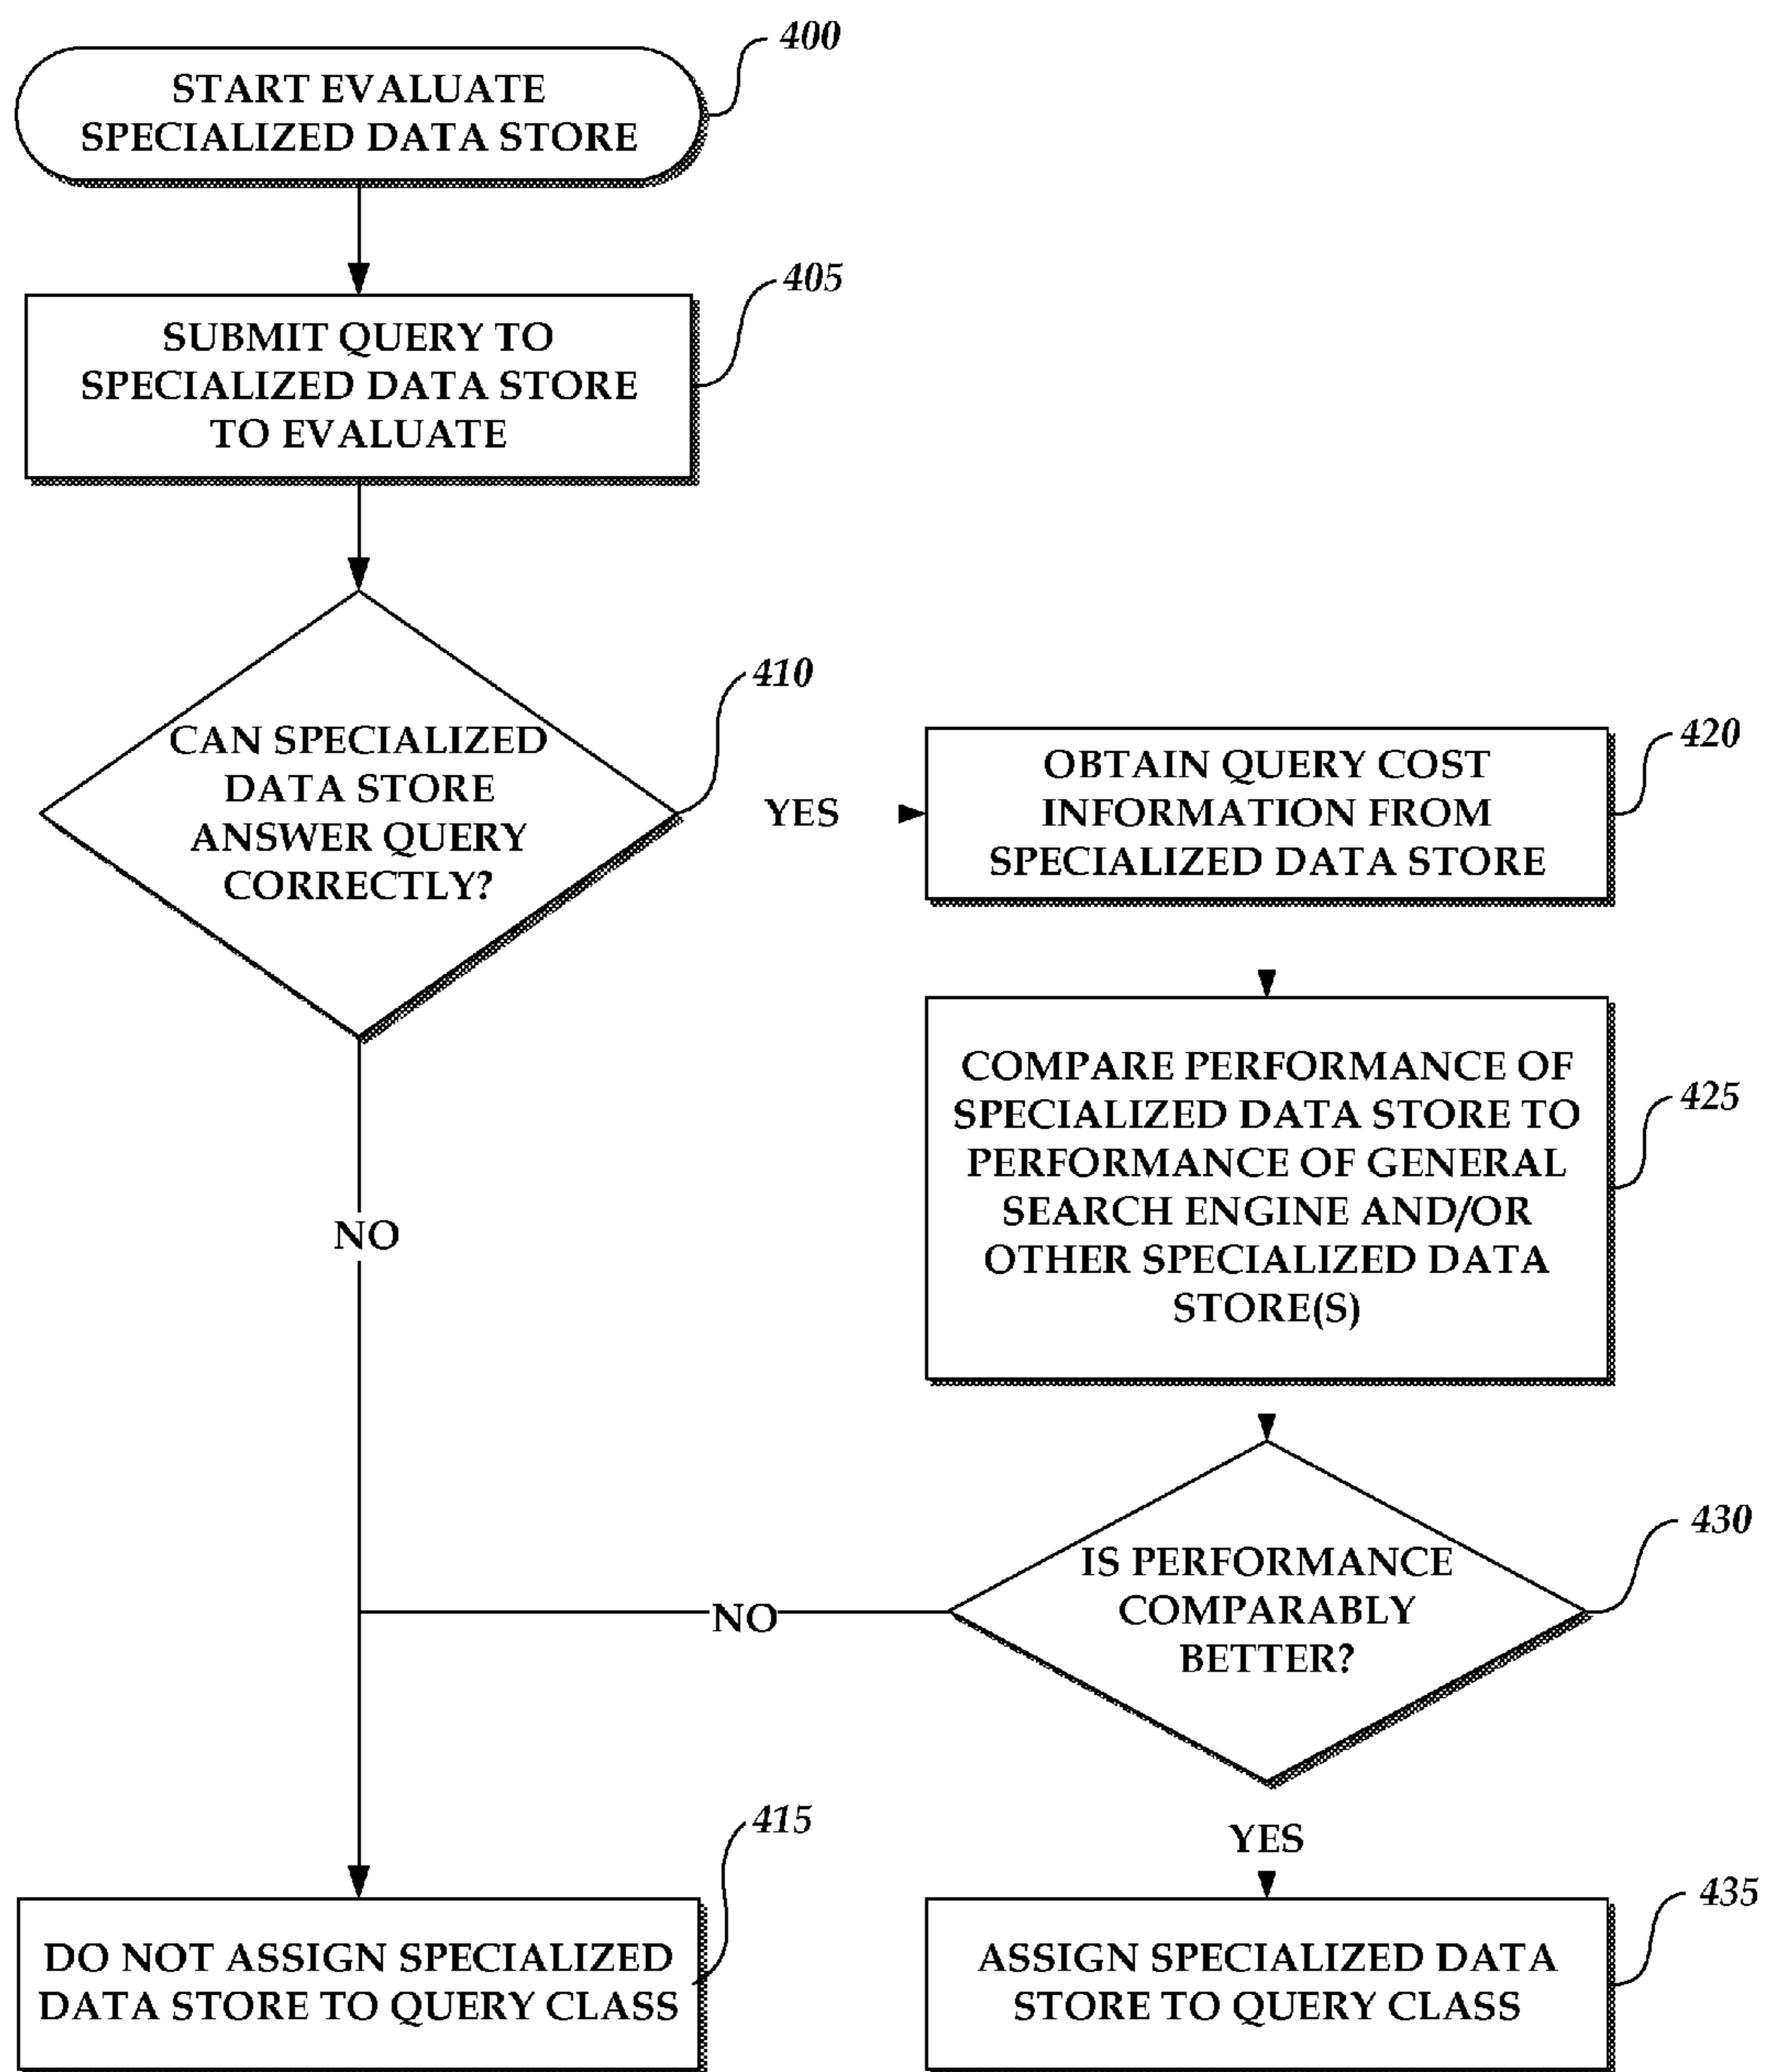 400
START EVALUATE
SPECIALIZED DATA STORE
405
SUBMIT QUERY TO
SPECIALIZED DATA STORE
TO EVALUATE
410
CAN SPECIALIZED
DATA STORE
ANSWER QUERY
CORRECTLY?
YES
420
OBTAIN QUERY COST
INFORMATION FROM
SPECIALIZED DATA STORE
425
COMPARE PERFORMANCE OF
SPECIALIZED DATA STORE TO
PERFORMANCE OF GENERAL
SEARCH ENGINE AND/OR
OTHER SPECIALIZED DATA
STORE(S)
NO
430
IS PERFORMANCE
COMPARABLY
BETTER?
NO
YES
415
DO NOT ASSIGN SPECIALIZED
DATA STORE TO QUERY CLASS
435
ASSIGN SPECIALIZED DATA
STORE TO QUERY CLASS